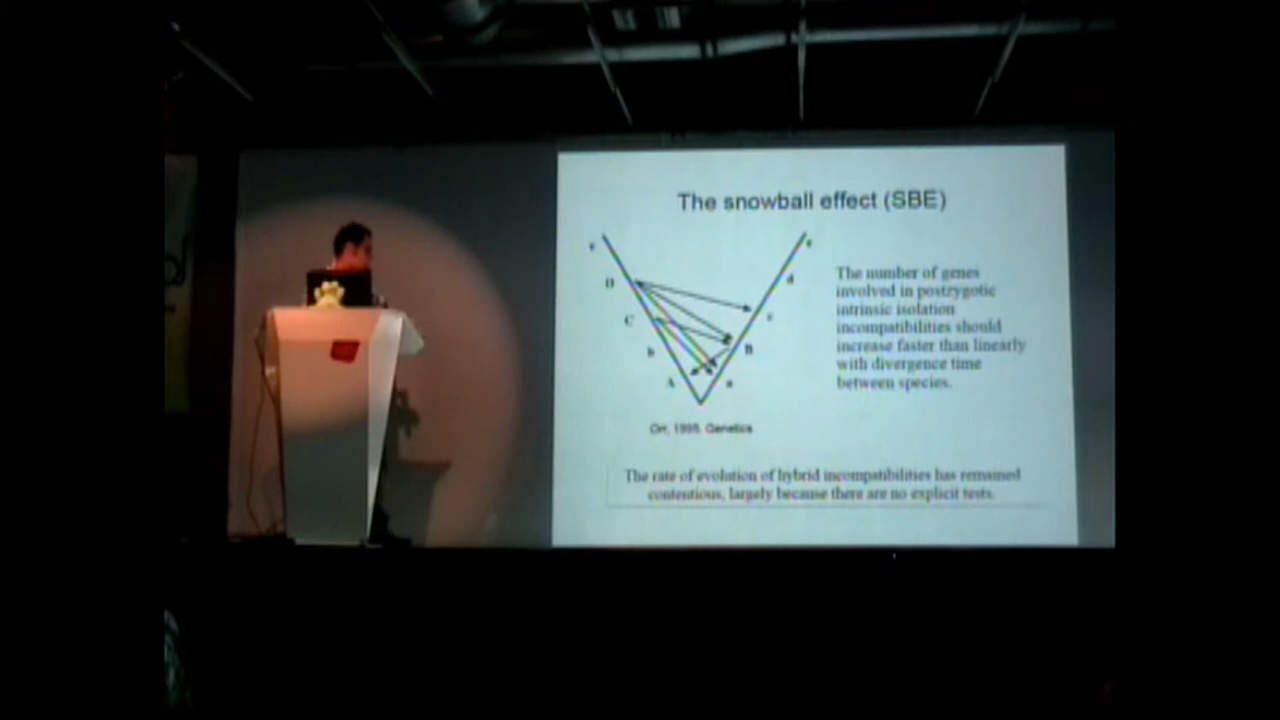 The snowball effect (SBE)
D
C
b
A
d
c
B
a
Orr, 1995. Genetics
The number of genes
involved in postzygotic
intrinsic isolation
incompatibilities should
increase faster than linearly
with divergence time
between species.
The rate of evolution of hybrid incompatibilities has remained
contentious, largely because there are no explicit tests.